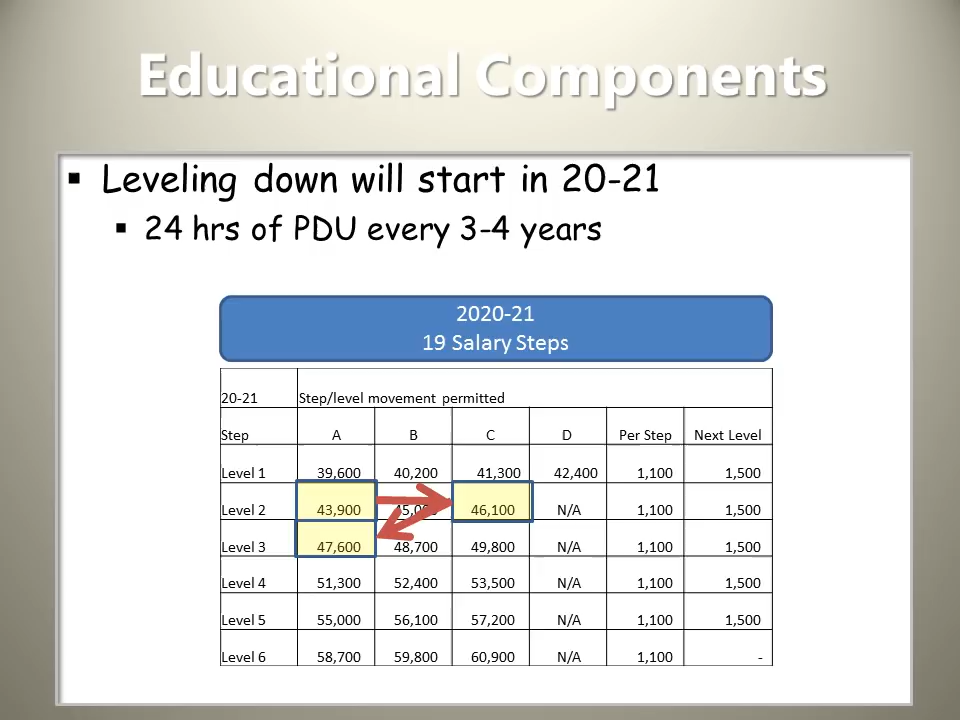 Educational Components
▪ Leveling down will start in 20-21
▪ 24 hrs of PDU every 3-4 years
2020-21
19 Salary Steps
20-21 Step/level movement permitted
Step A B C D Per Step Next Level
Level 1 39,600 40,200 41,300 42,400 1,100 1,500
Level 2 43,900 46,100 N/A 1,100 1,500
Level 3 47,600 48,700 49,800 N/A 1,100 1,500
Level 4 51,300 52,400 53,500 N/A 1,100 1,500
Level 5 55,000 56,100 57,200 N/A 1,100 1,500
Level 6 58,700 59,800 60,900 N/A 1,100 -